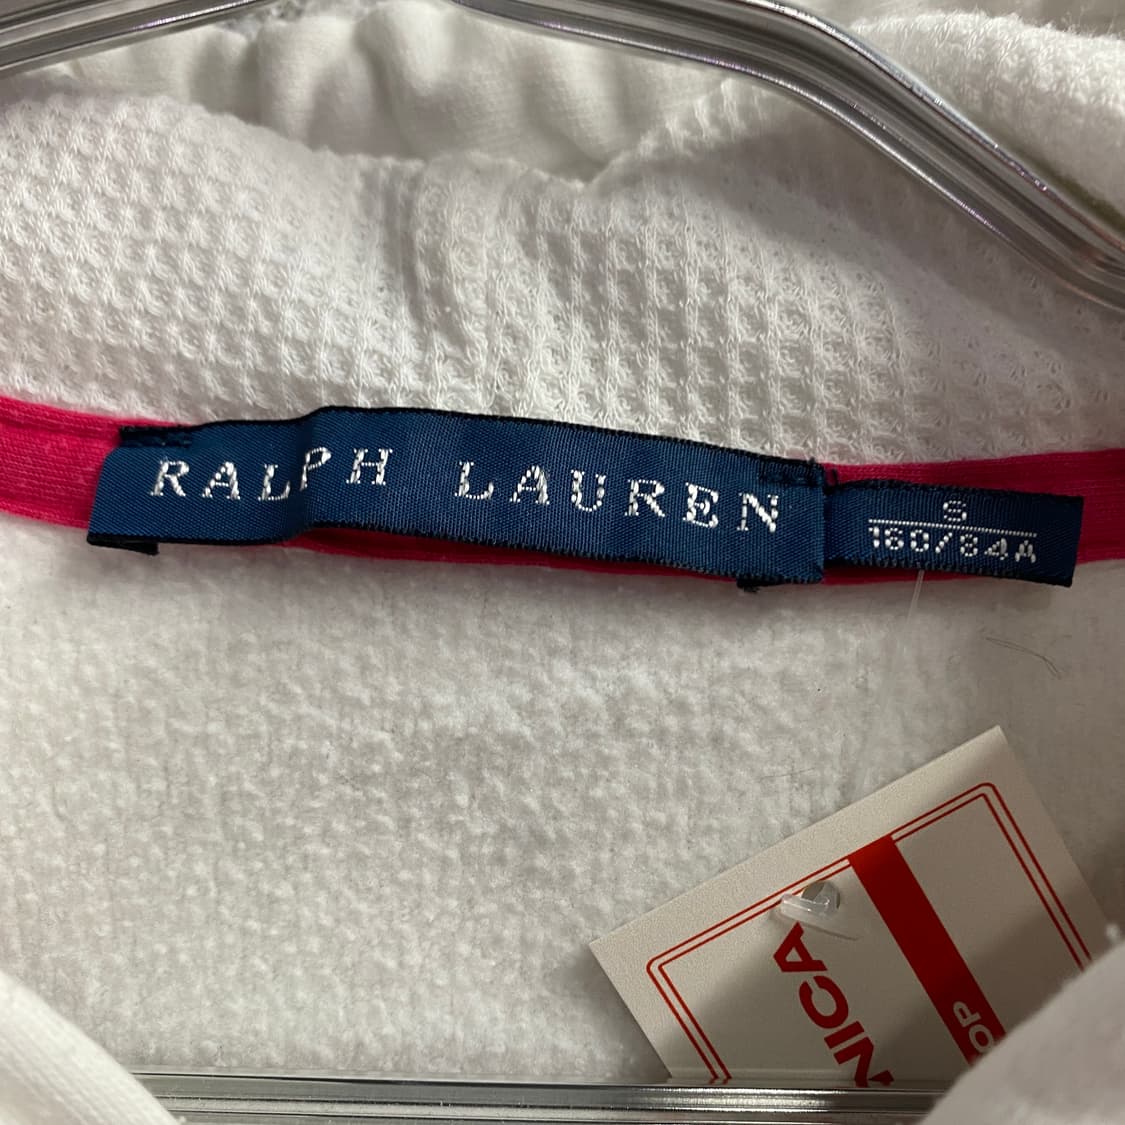 RALPH LAUREN
S
160/84A
NICA
OP